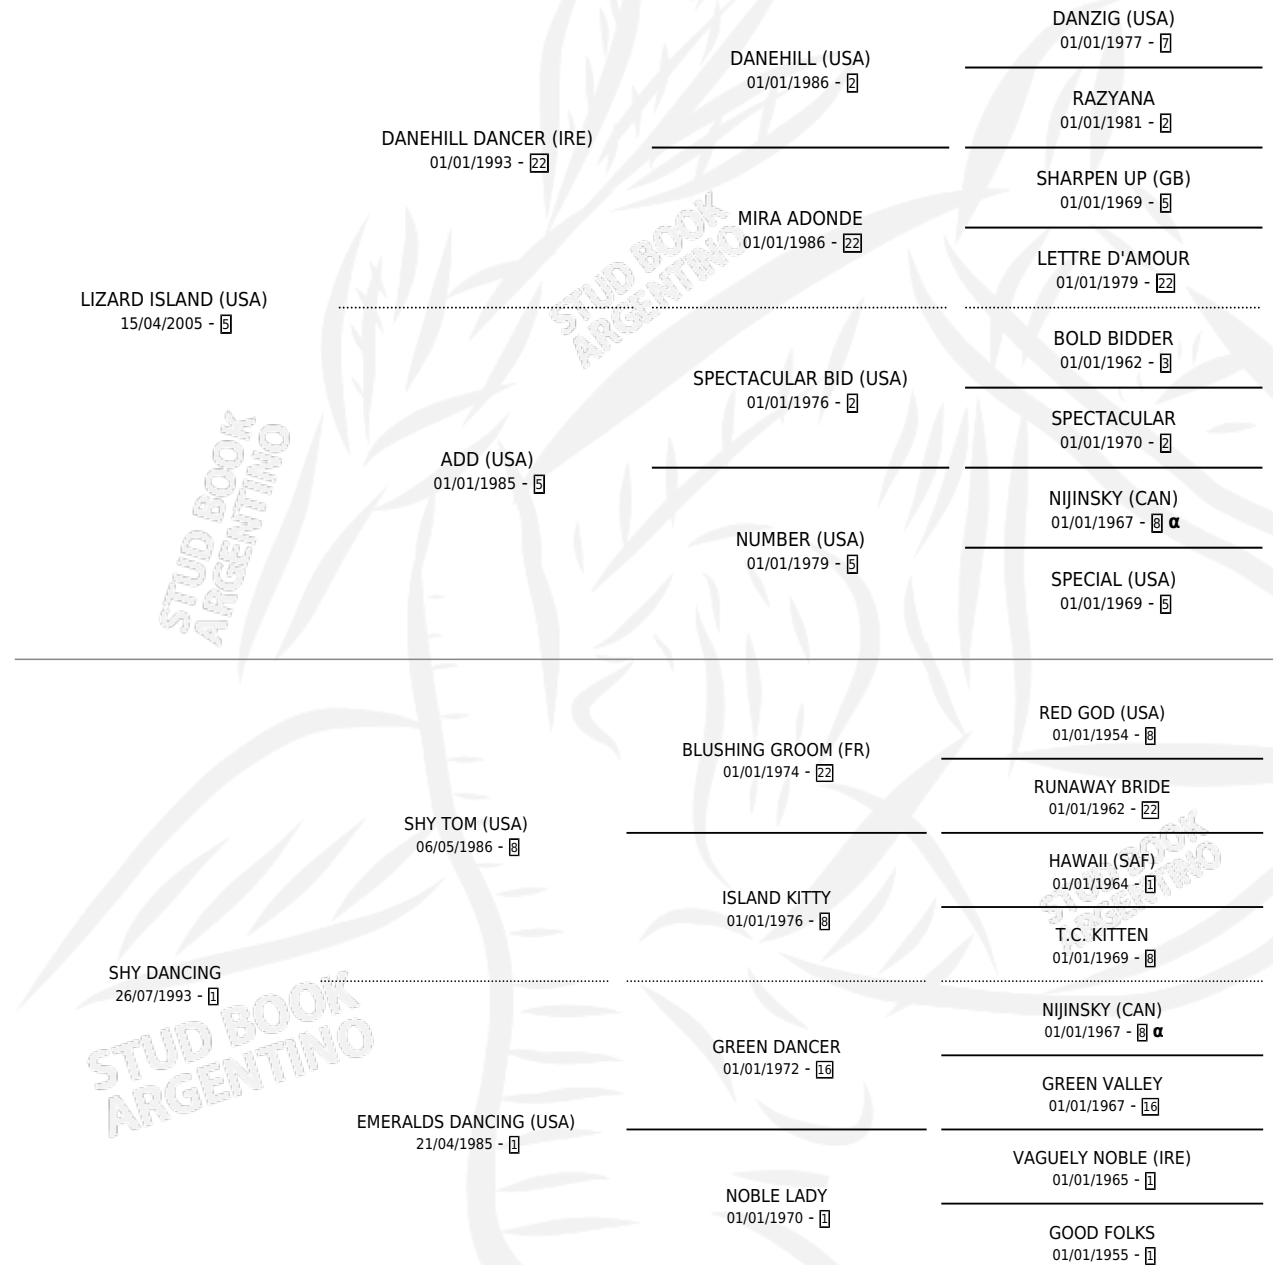 DANZIG (USA)
01/01/1977 - 7
DANEHILL (USA)
01/01/1986 - 2
RAZYANA
01/01/1981 - 2
DANEHILL DANCER (IRE)
01/01/1993 - 22
SHARPEN UP (GB)
01/01/1969 - 5
MIRA ADONDE
01/01/1986 - 22
LETTRE D'AMOUR
01/01/1979 - 22
LIZARD ISLAND (USA)
15/04/2005 - 5
BOLD BIDDER
01/01/1962 - 3
SPECTACULAR BID (USA)
01/01/1976 - 2
SPECTACULAR
01/01/1970 - 2
ADD (USA)
01/01/1985 - 5
NIJINSKY (CAN)
01/01/1967 - 8 α
NUMBER (USA)
01/01/1979 - 5
SPECIAL (USA)
01/01/1969 - 5
RED GOD (USA)
01/01/1954 - 8
BLUSHING GROOM (FR)
01/01/1974 - 22
RUNAWAY BRIDE
01/01/1962 - 22
SHY TOM (USA)
06/05/1986 - 8
HAWAII (SAF)
01/01/1964 - 1
ISLAND KITTY
01/01/1976 - 8
T.C. KITTEN
01/01/1969 - 8
SHY DANCING
26/07/1993 - 1
NIJINSKY (CAN)
01/01/1967 - 8 α
GREEN DANCER
01/01/1972 - 16
GREEN VALLEY
01/01/1967 - 16
EMERALDS DANCING (USA)
21/04/1985 - 1
VAGUELY NOBLE (IRE)
01/01/1965 - 1
NOBLE LADY
01/01/1970 - 1
GOOD FOLKS
01/01/1955 - 1
STUD BOOK
ARGENTINO
STUD BOOK
ARGENTINO
STUD BOOK
ARGENTINO
STUD BOOK
ARGENTINO